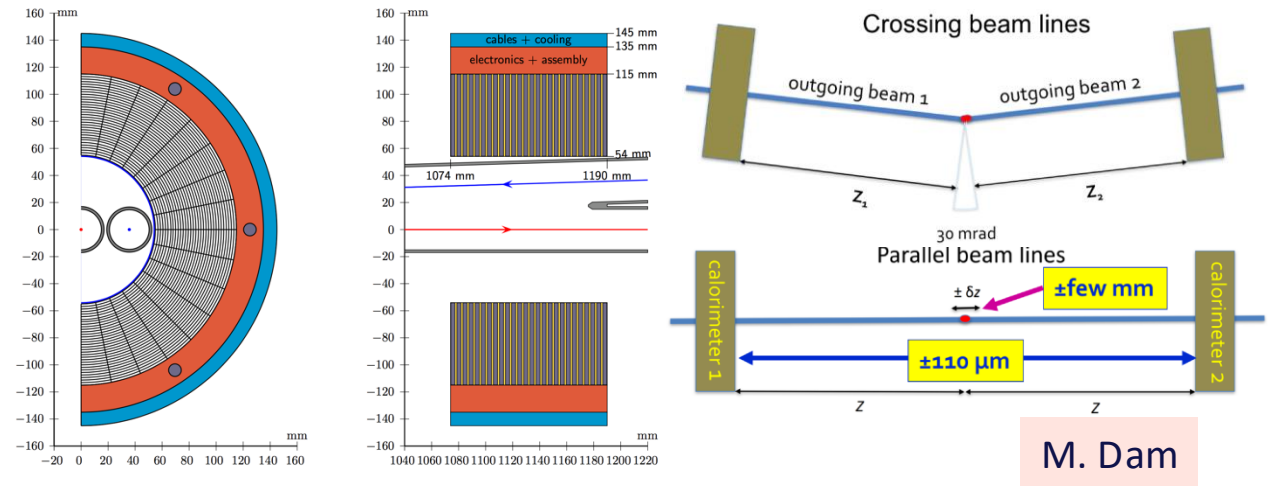 mm
160
140
120
100
80
60
40
20
0
−20
−40
−60
−80
−100
−120
−140
−160
−20 0 20 40 60 80 100 120 140 160
mm
mm
160
140
120
100
80
60
40
20
0
−20
−40
−60
−80
−100
−120
−140
−160
cables + cooling
electronics + assembly
145 mm
135 mm
115 mm
54 mm
1074 mm
1190 mm
mm
1040 1060 1080 1100 1120 1140 1160 1180 1200 1220
Crossing beam lines
outgoing beam 1
outgoing beam 2
Z1
Z2
30 mrad
Parallel beam lines
± δz
±few mm
calorimeter 1
±110 µm
calorimeter 2
z
z
M. Dam